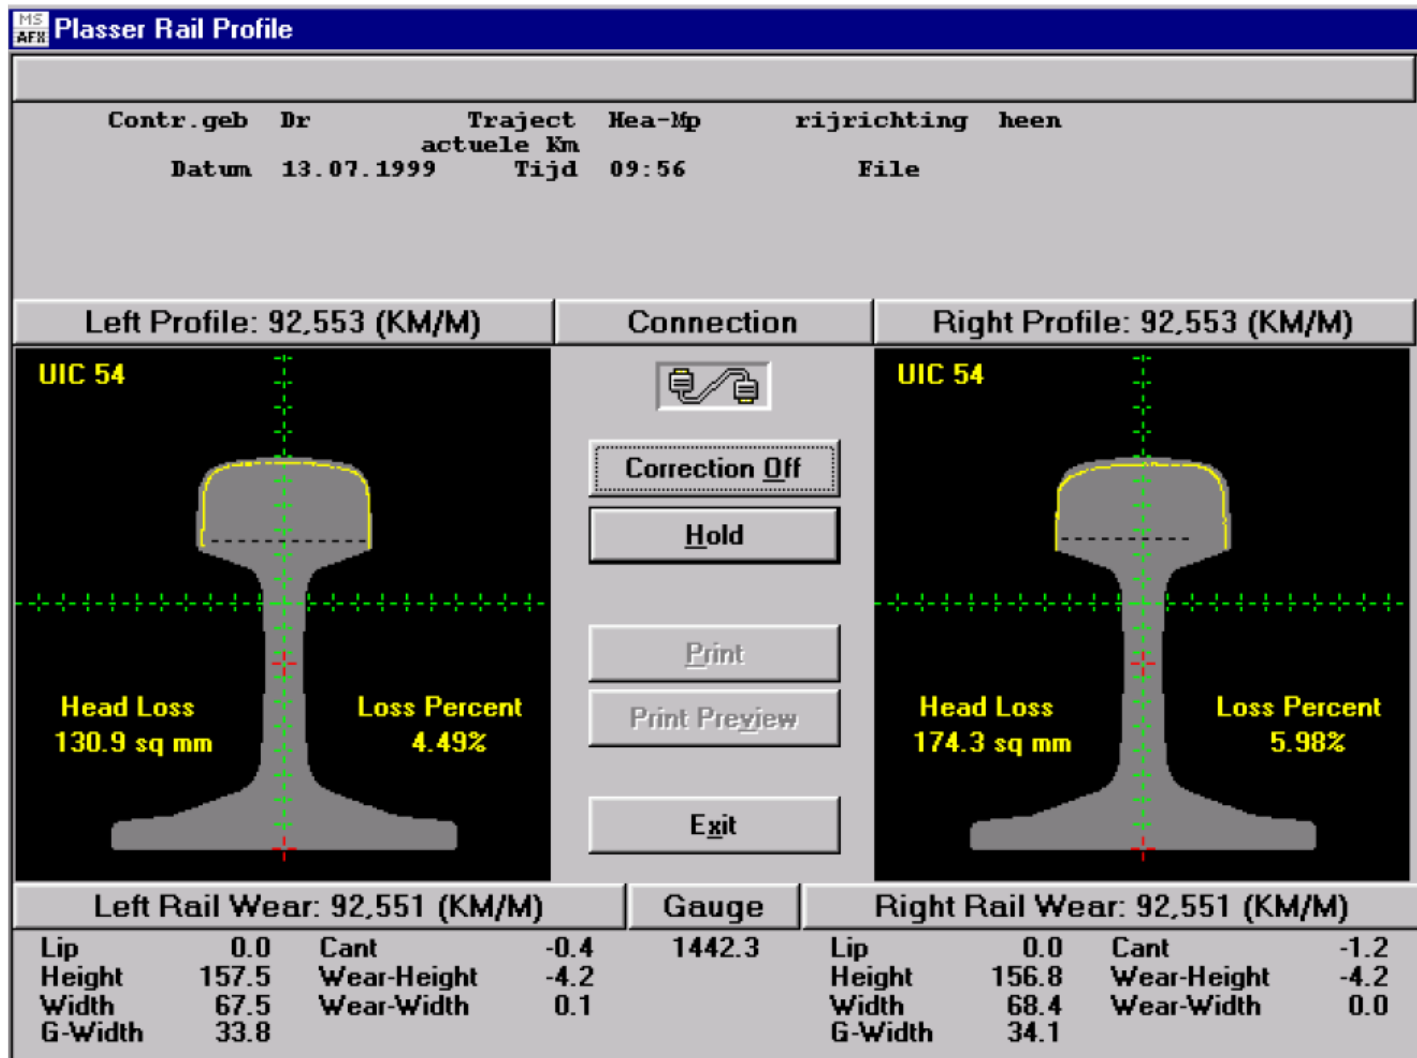 MS
AFX
Plasser Rail Profile
Contr.geb Dr Traject Hea-Mp rijrichting heen
actuele Km
Datum 13.07.1999 Tijd 09:56 File
Left Profile: 92,553 (KM/M) Connection Right Profile: 92,553 (KM/M)
UIC 54 UIC 54
Correction Off
Hold
Print
Head Loss Loss Percent Head Loss Loss Percent
130.9 sq mm 4.49% 174.3 sq mm 5.98%
Print Preview
Exit
Left Rail Wear: 92,551 (KM/M) Gauge Right Rail Wear: 92,551 (KM/M)
Lip 0.0 Cant -0.4 1442.3 Lip 0.0 Cant -1.2
Height 157.5 Wear-Height -4.2 Height 156.8 Wear-Height -4.2
Width 67.5 Wear-Width 0.1 Width 68.4 Wear-Width 0.0
G-Width 33.8 G-Width 34.1